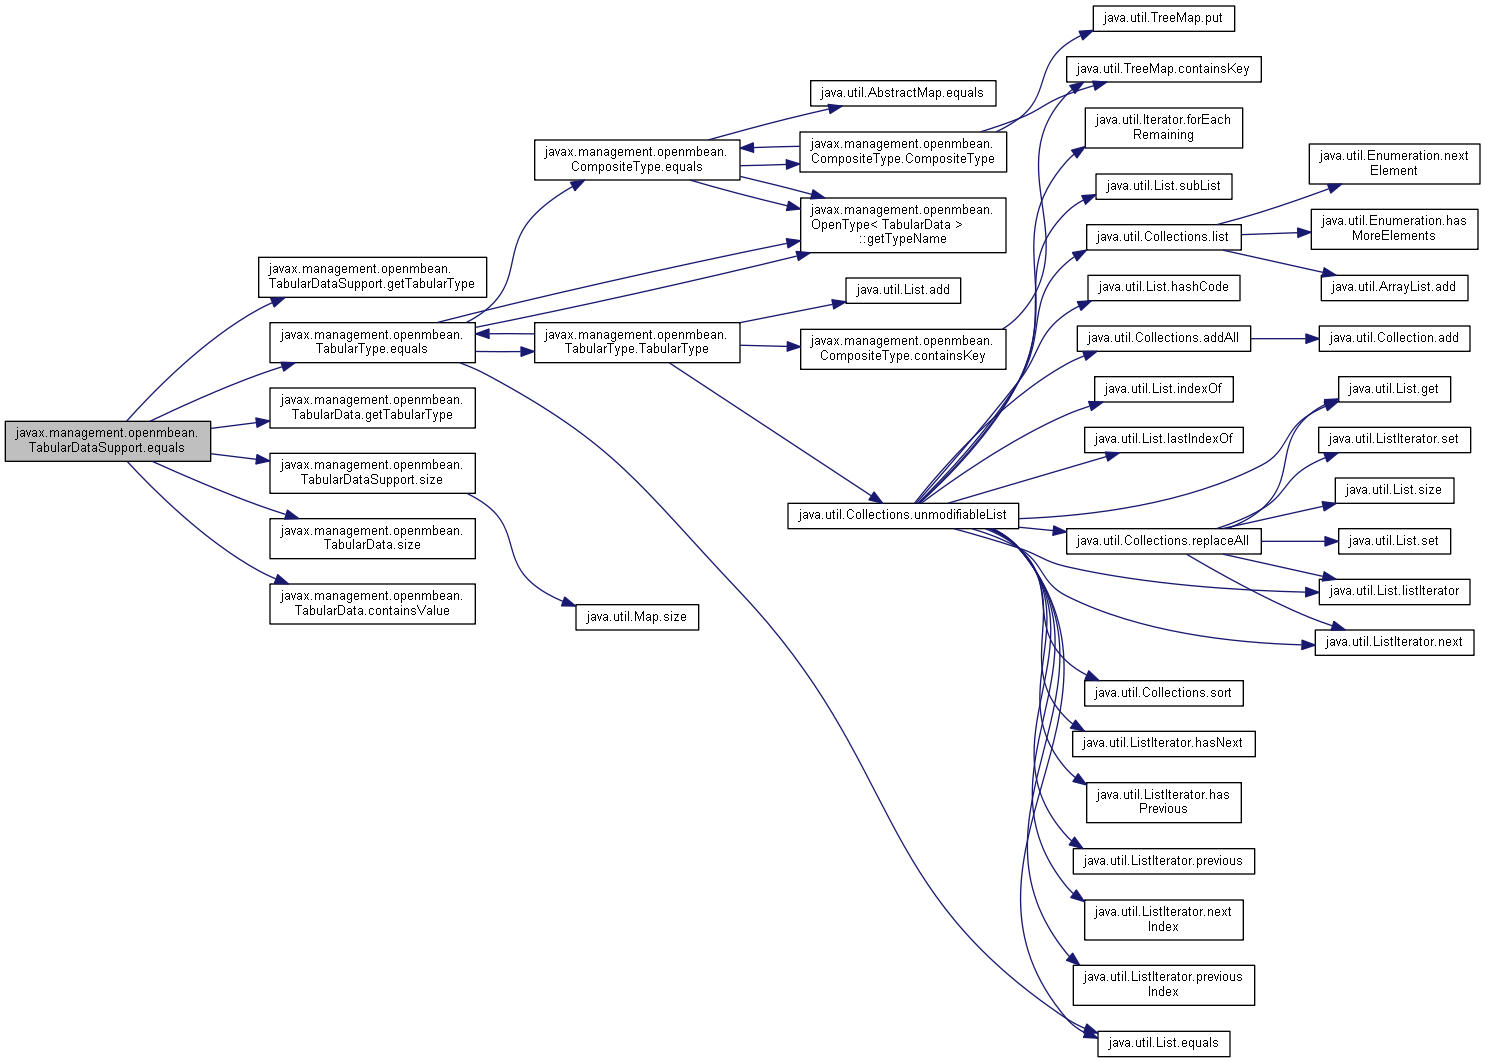 javax.management.openmbean.
TabularDataSupport.equals
javax.management.openmbean.
TabularDataSupport.getTabularType
javax.management.openmbean.
TabularType.equals
javax.management.openmbean.
TabularData.getTabularType
javax.management.openmbean.
TabularDataSupport.size
javax.management.openmbean.
TabularData.size
javax.management.openmbean.
TabularData.containsValue
javax.management.openmbean.
CompositeType.equals
javax.management.openmbean.
TabularType.TabularType
java.util.Map.size
java.util.AbstractMap.equals
javax.management.openmbean.
CompositeType.CompositeType
javax.management.openmbean.
OpenType< TabularData >
::getTypeName
java.util.List.add
javax.management.openmbean.
CompositeType.containsKey
java.util.Collections.unmodifiableList
java.util.TreeMap.put
java.util.TreeMap.containsKey
java.util.Iterator.forEach
Remaining
java.util.List.subList
java.util.Collections.list
java.util.List.hashCode
java.util.Collections.addAll
java.util.List.indexOf
java.util.List.lastIndexOf
java.util.Collections.replaceAll
java.util.Collections.sort
java.util.ListIterator.hasNext
java.util.ListIterator.has
Previous
java.util.ListIterator.previous
java.util.ListIterator.next
Index
java.util.ListIterator.previous
Index
java.util.List.equals
java.util.Enumeration.next
Element
java.util.Enumeration.has
MoreElements
java.util.ArrayList.add
java.util.Collection.add
java.util.List.get
java.util.ListIterator.set
java.util.List.size
java.util.List.set
java.util.List.listIterator
java.util.ListIterator.next